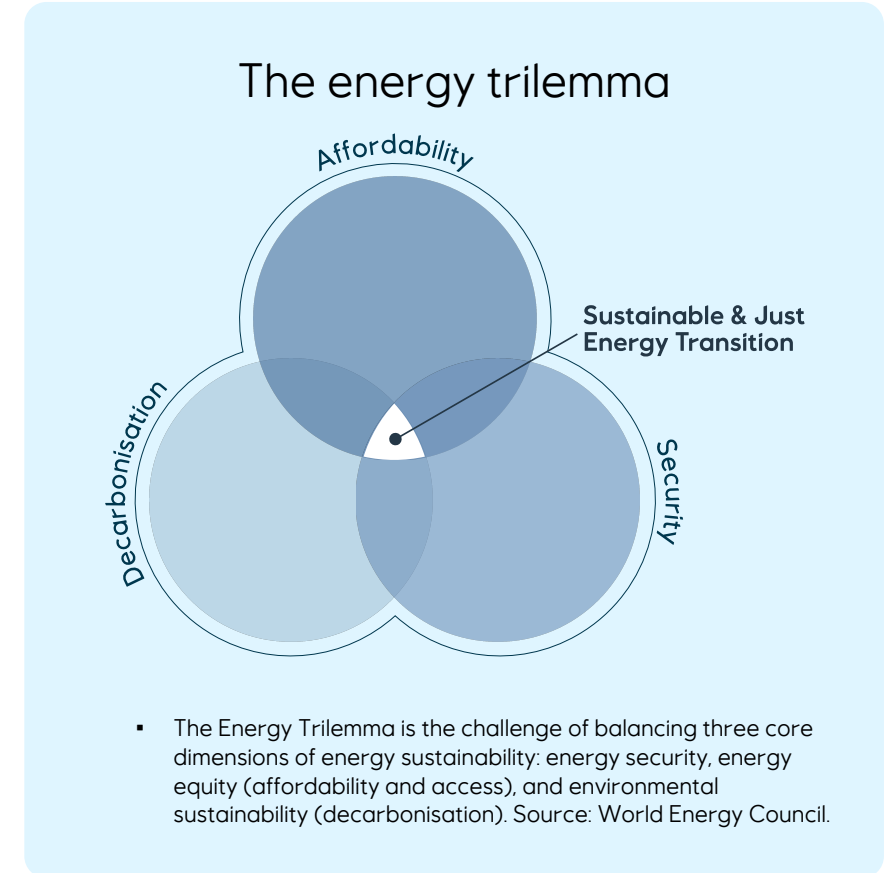 The energy trilemma
Affordability
Sustainable & Just
Energy Transition
Decarbonisation
Security
▪ The Energy Trilemma is the challenge of balancing three core
dimensions of energy sustainability: energy security, energy
equity (affordability and access), and environmental
sustainability (decarbonisation). Source: World Energy Council.